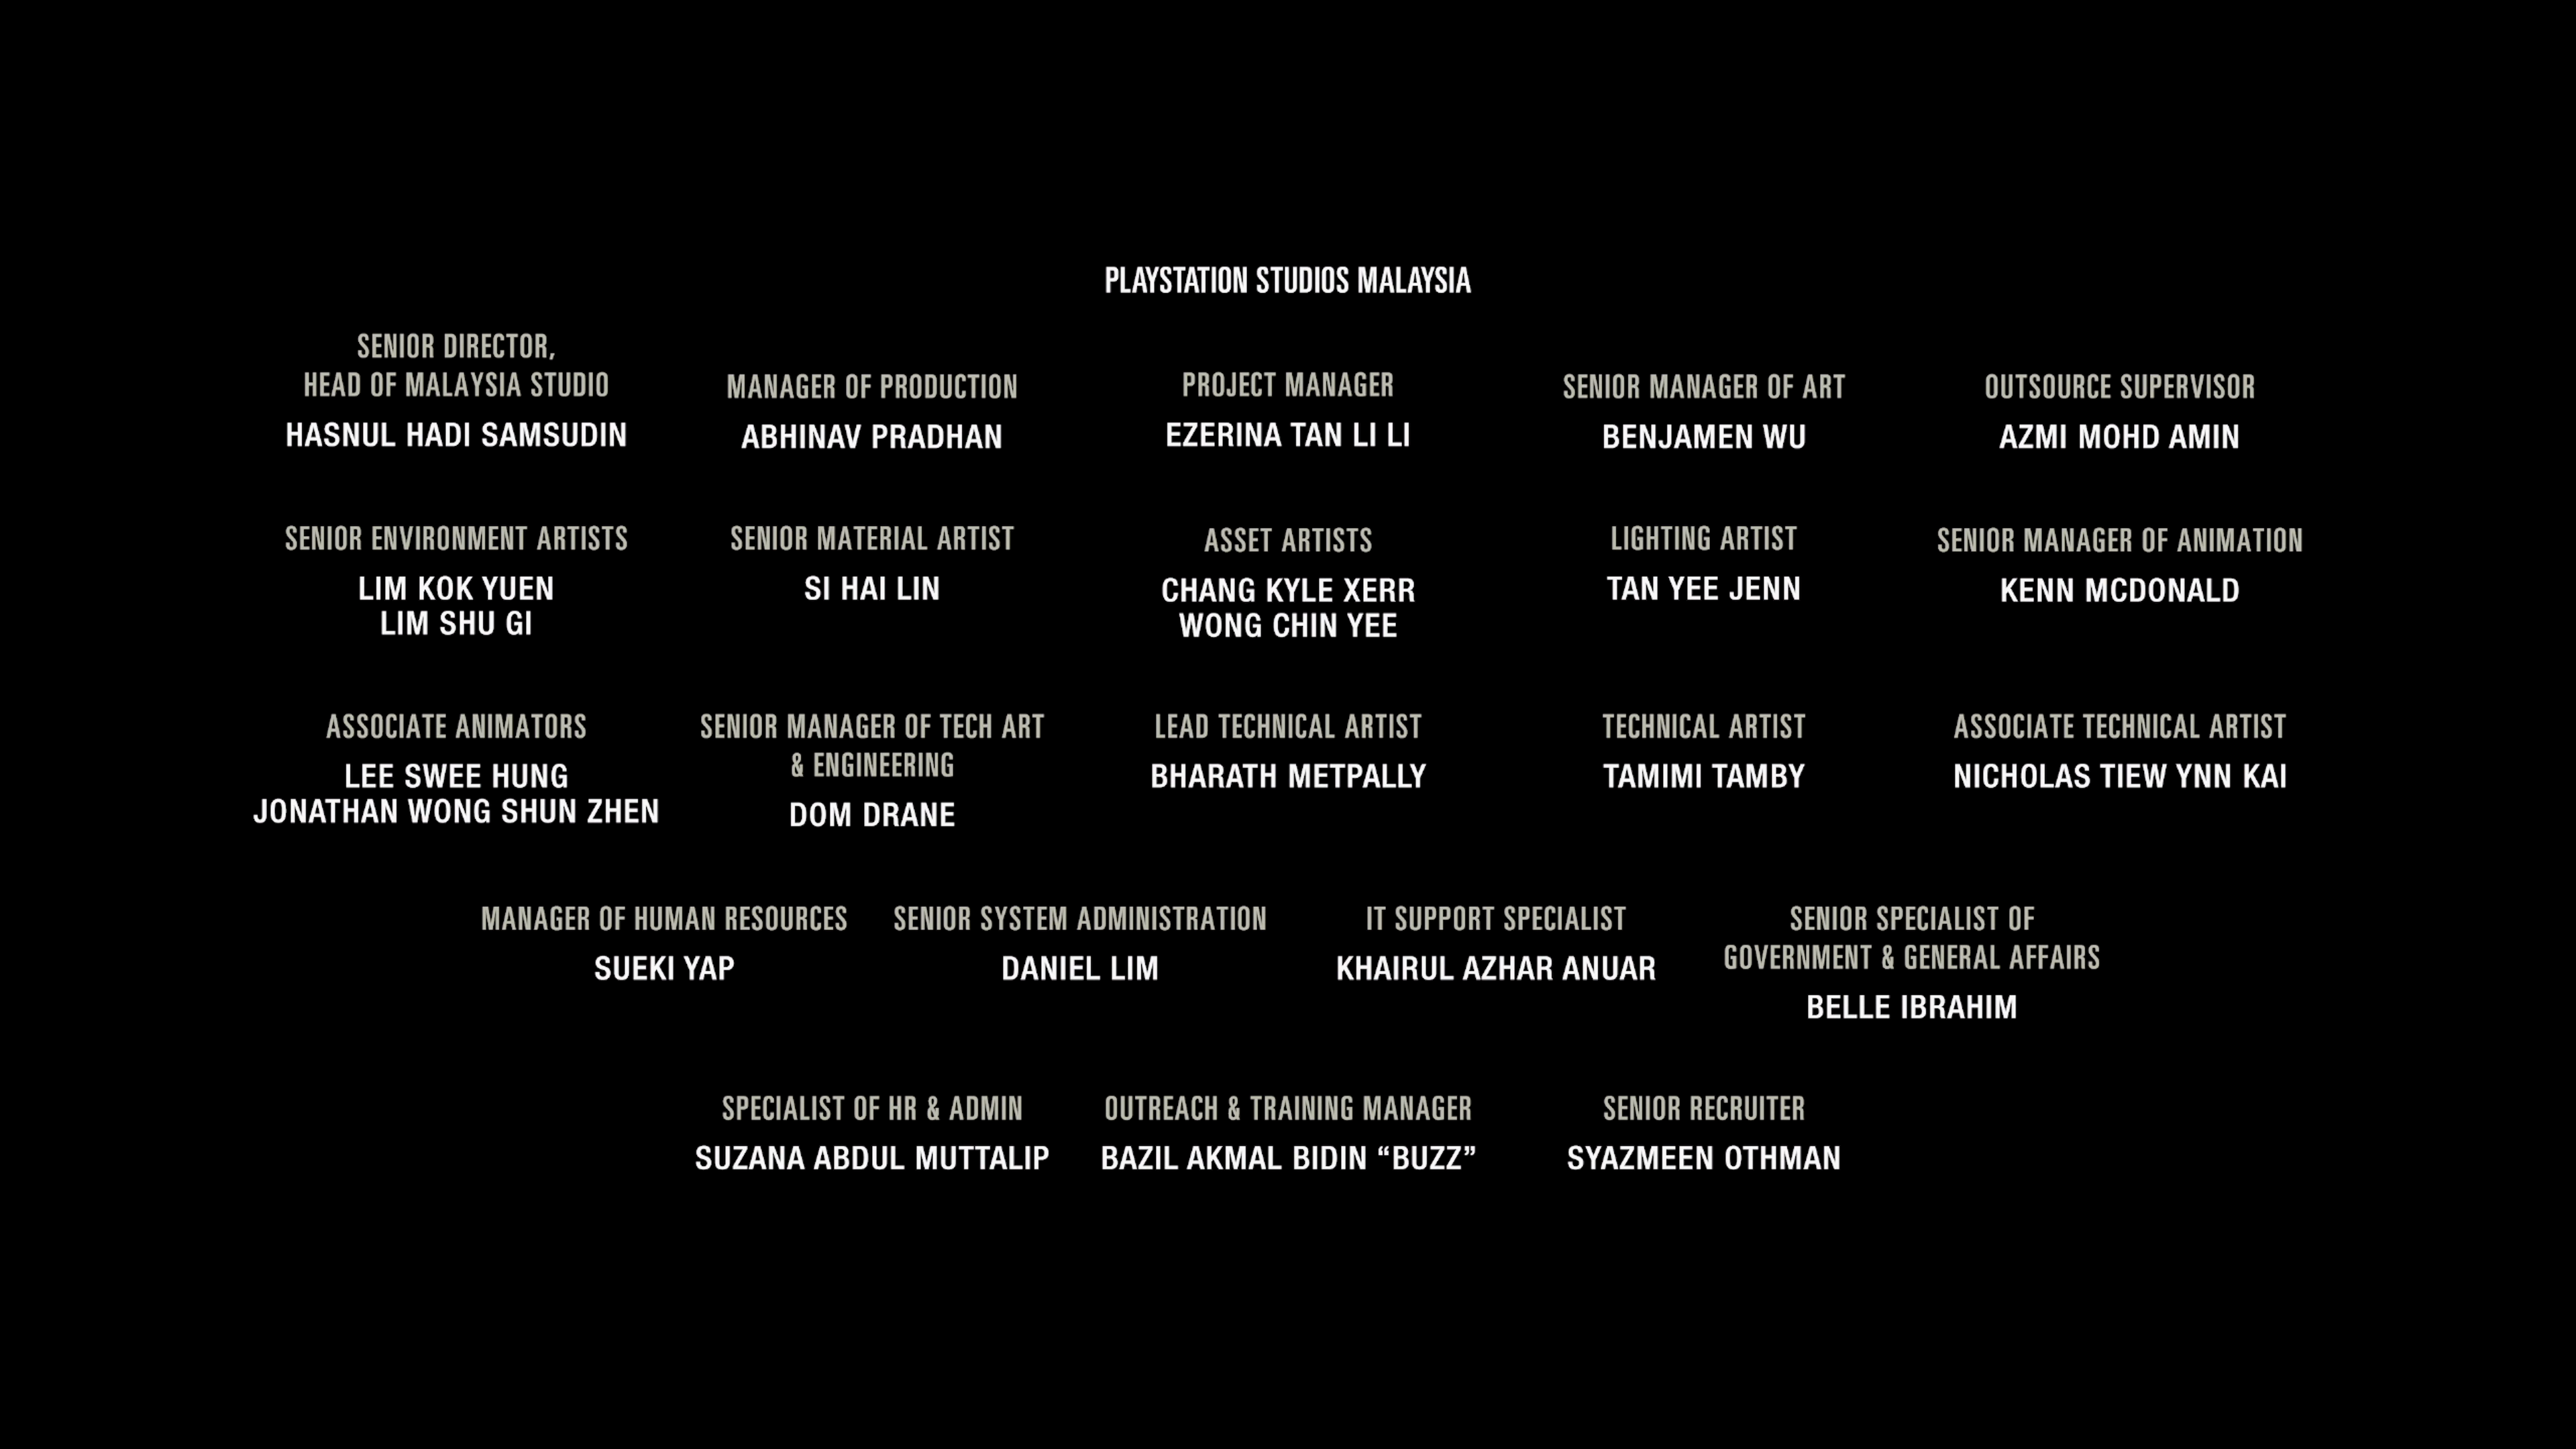 PLAYSTATION STUDIOS MALAYSIA
SENIOR DIRECTOR,
HEAD OF MALAYSIA STUDIO
HASNUL HADI SAMSUDIN
MANAGER OF PRODUCTION
ABHINAV PRADHAN
PROJECT MANAGER
EZERINA TAN LI LI
SENIOR MANAGER OF ART
BENJAMEN WU
OUTSOURCE SUPERVISOR
AZMI MOHD AMIN
SENIOR ENVIRONMENT ARTISTS
LIM KOK YUEN
LIM SHU GI
SENIOR MATERIAL ARTIST
SI HAI LIN
ASSET ARTISTS
CHANG KYLE XERR
WONG CHIN YEE
LIGHTING ARTIST
TAN YEE JENN
SENIOR MANAGER OF ANIMATION
KENN MCDONALD
ASSOCIATE ANIMATORS
LEE SWEE HUNG
JONATHAN WONG SHUN ZHEN
SENIOR MANAGER OF TECH ART
& ENGINEERING
DOM DRANE
LEAD TECHNICAL ARTIST
BHARATH METPALLY
TECHNICAL ARTIST
TAMIMI TAMBY
ASSOCIATE TECHNICAL ARTIST
NICHOLAS TIEW YNN KAI
MANAGER OF HUMAN RESOURCES
SUEKI YAP
SENIOR SYSTEM ADMINISTRATION
DANIEL LIM
IT SUPPORT SPECIALIST
KHAIRUL AZHAR ANUAR
SENIOR SPECIALIST OF
GOVERNMENT & GENERAL AFFAIRS
BELLE IBRAHIM
SPECIALIST OF HR & ADMIN
SUZANA ABDUL MUTTALIP
OUTREACH & TRAINING MANAGER
BAZIL AKMAL BIDIN “BUZZ”
SENIOR RECRUITER
SYAZMEEN OTHMAN